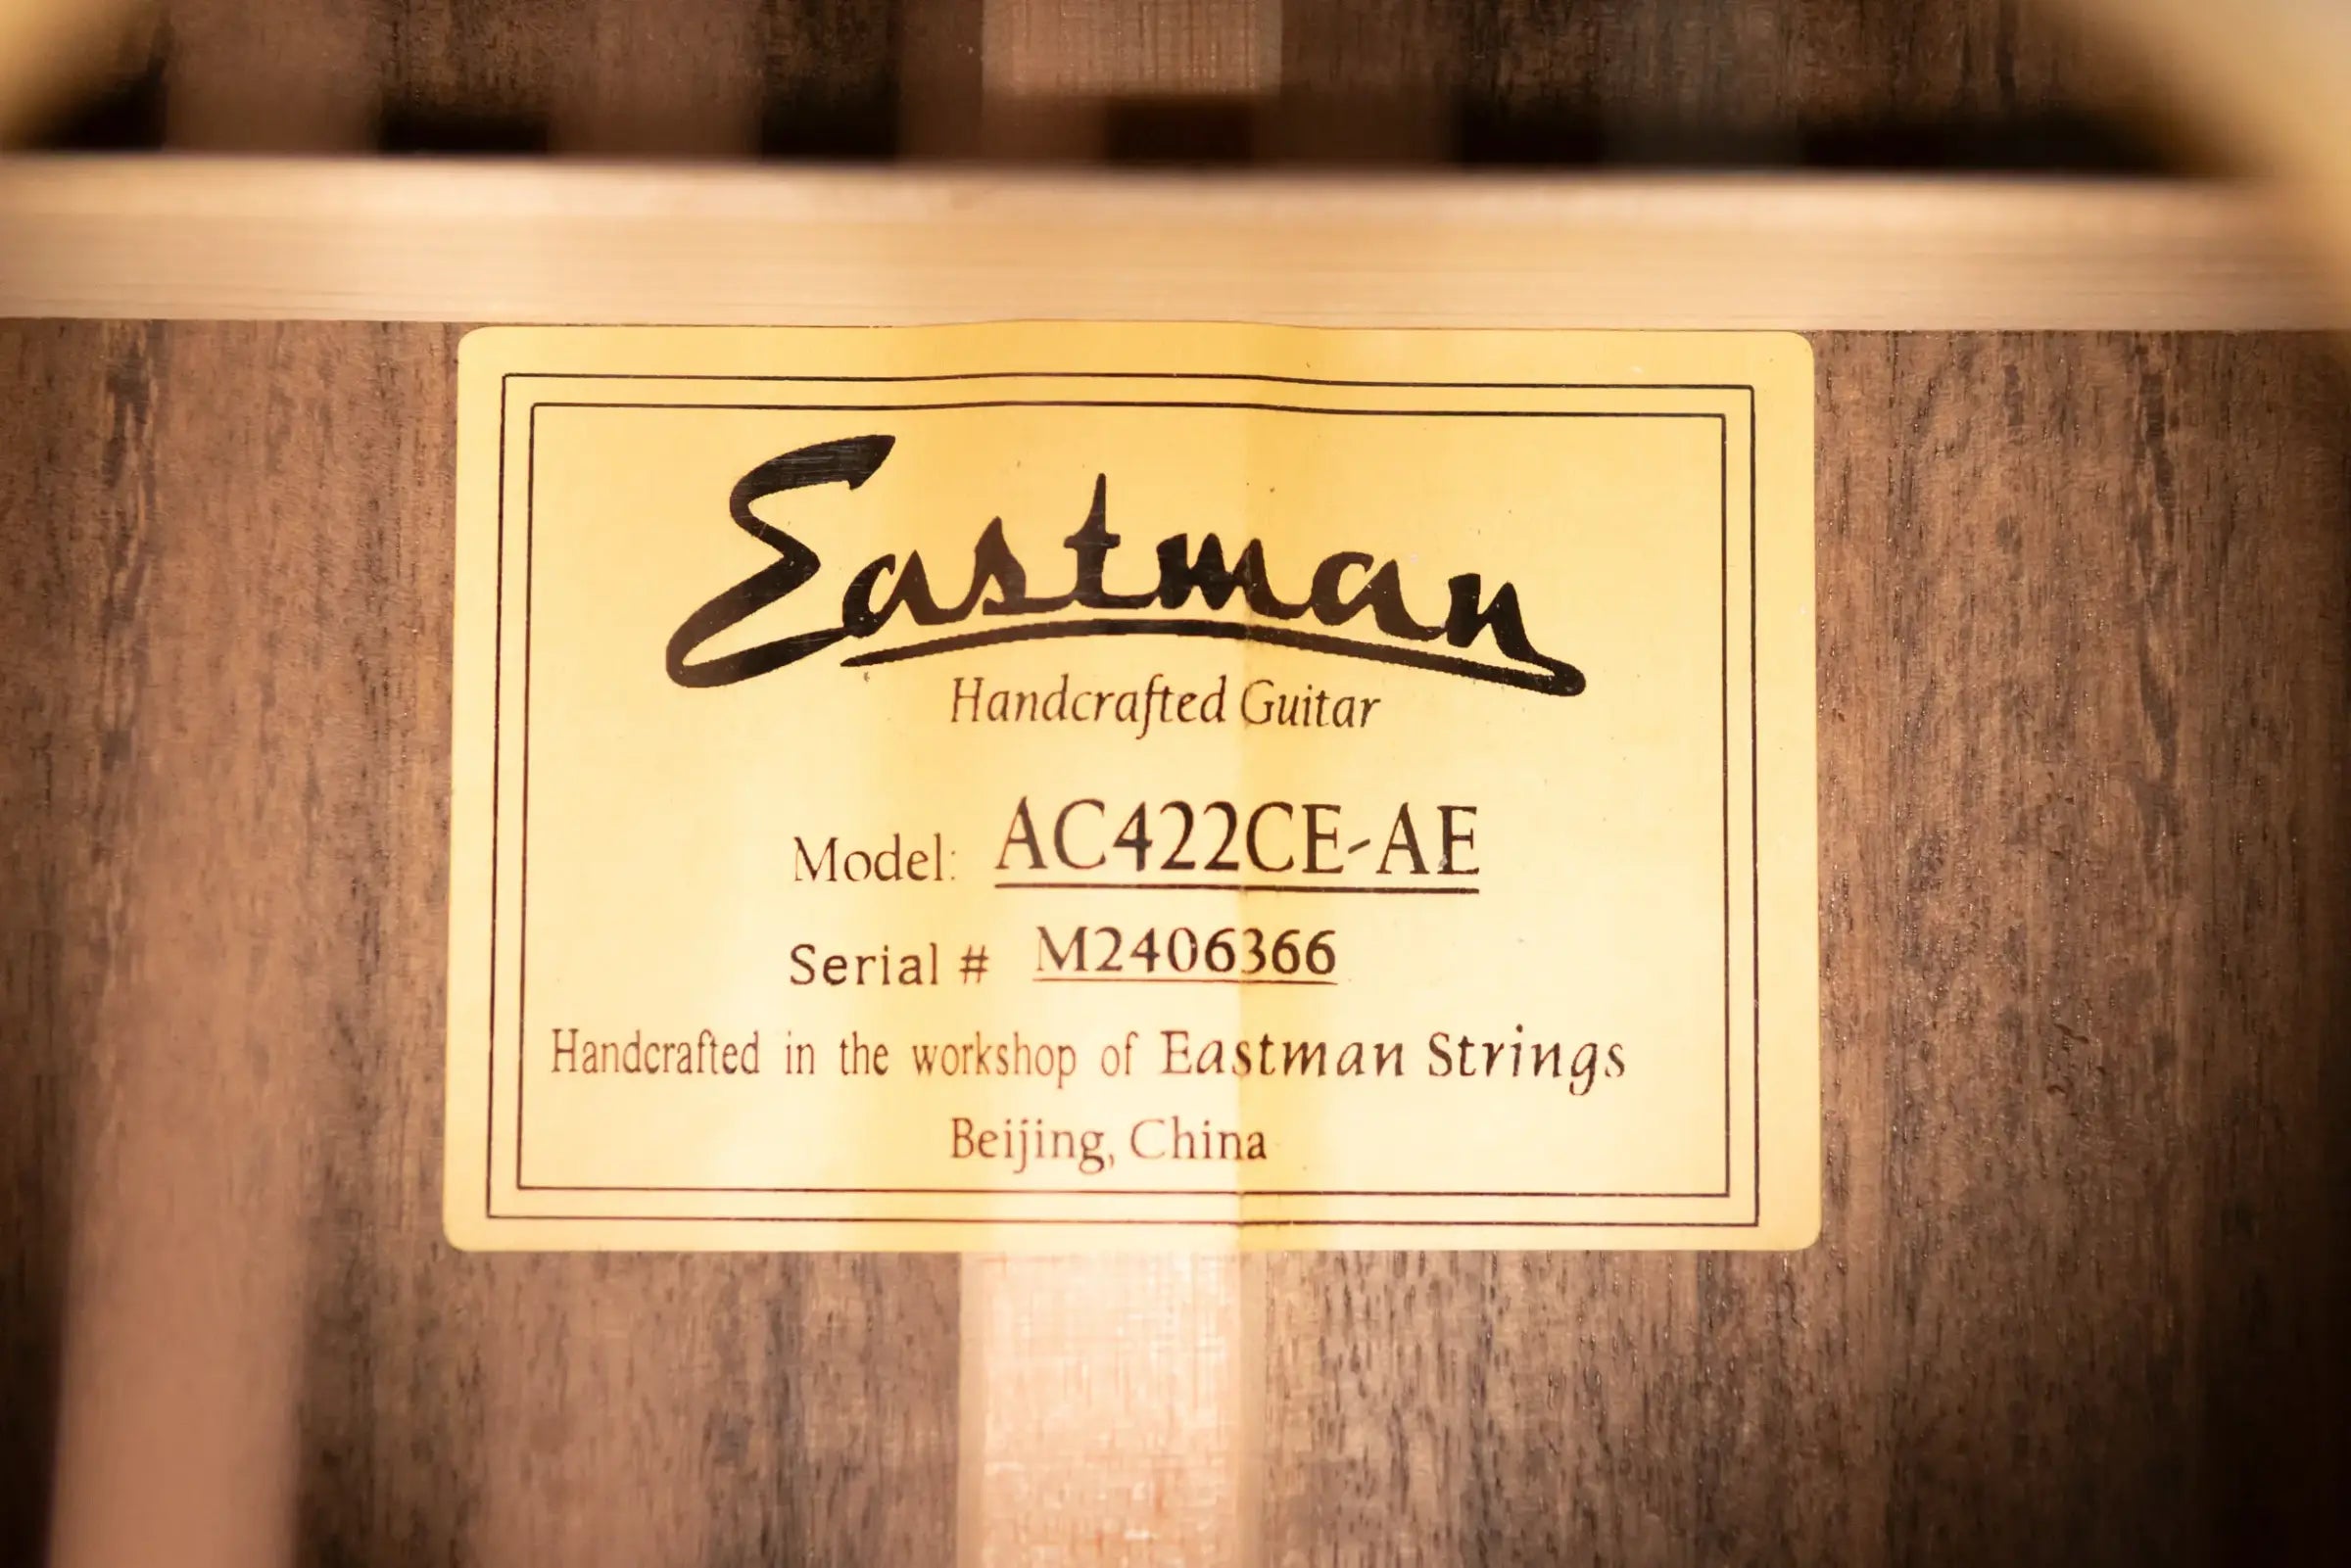 Eastman
Handcrafted Guitar
Model: AC422CE-AE
Serial # M2406366
Handcrafted in the workshop of Eastman Strings
Beijing, China